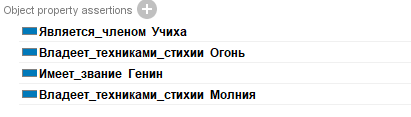 Object property assertions
Является_членом Учиха
Владеет_техниками_стихии Огонь
Имеет_звание Генин
Владеет_техниками_стихии Молния